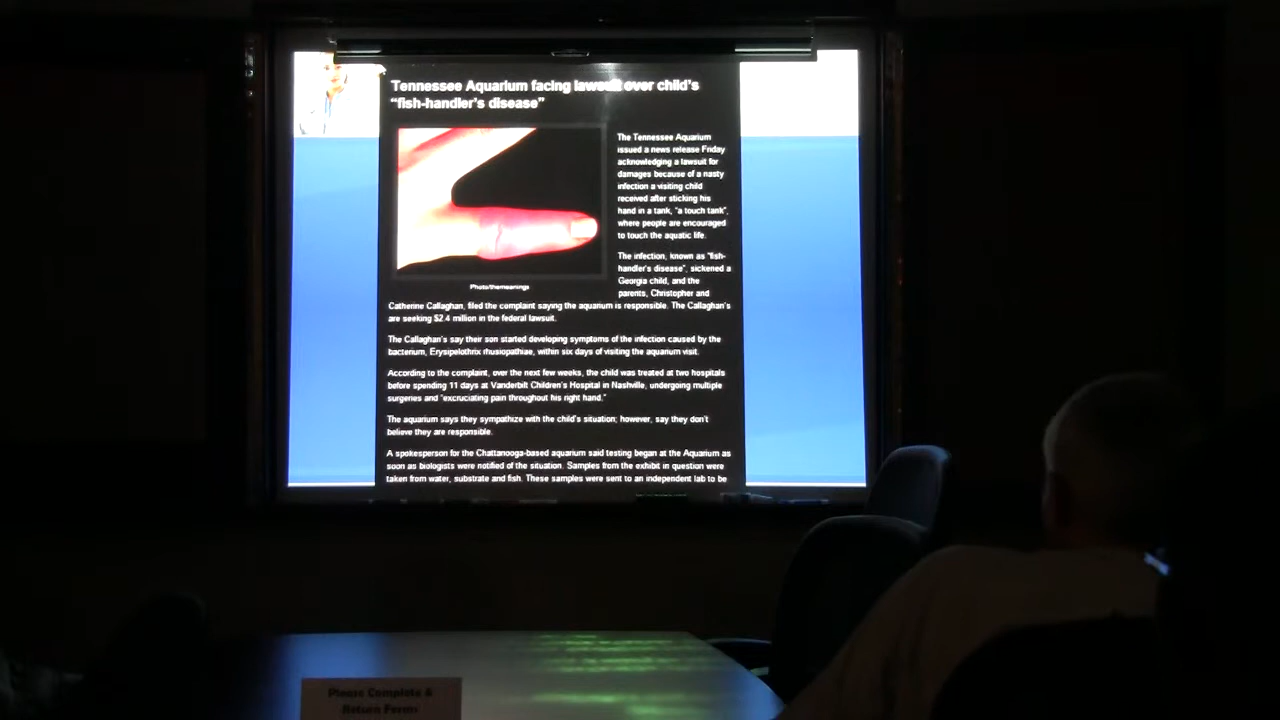 Tennessee Aquarium facing lawsuit over child's
"fish-handler's disease"
The Tennessee Aquarium
issued a news release Friday
acknowledging a lawsuit for
damages because of a nasty
infection a visiting child
received after sticking his
hand in a tank, "a touch tank",
where people are encouraged
to touch the aquatic life.
The infection, known as "fish-
handler's disease", sickened a
Georgia child, and the
parents, Christopher and
Photo/themeanings
Catherine Callaghan, filed the complaint saying the aquarium is responsible. The Callaghan's
are seeking $2.4 million in the federal lawsuit.
The Callaghan's say their son started developing symptoms of the infection caused by the
bacterium, Erysipelothrix rhusiopathiae, within six days of visiting the aquarium visit.
According to the complaint, over the next few weeks, the child was treated at two hospitals
before spending 11 days at Vanderbilt Children's Hospital in Nashville, undergoing multiple
surgeries and "excruciating pain throughout his right hand."
The aquarium says they sympathize with the child's situation; however, say they don't
believe they are responsible.
A spokesperson for the Chattanooga-based aquarium said testing began at the Aquarium as
soon as biologists were notified of the situation. Samples from the exhibit in question were
taken from water, substrate and fish. These samples were sent to an independent lab to be
Please Complete &
Return Forms